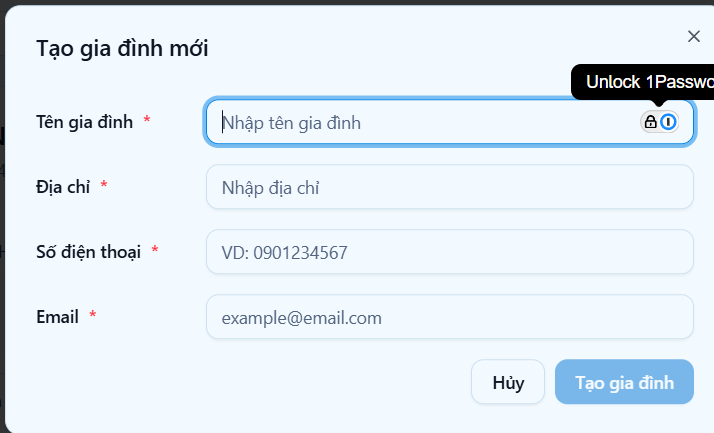 Tạo gia đình mới
Unlock 1Passwo
Tên gia đình *
Nhập tên gia đình
Địa chỉ *
Nhập địa chỉ
Số điện thoại *
VD: 0901234567
Email *
example@email.com
Hủy
Tạo gia đình